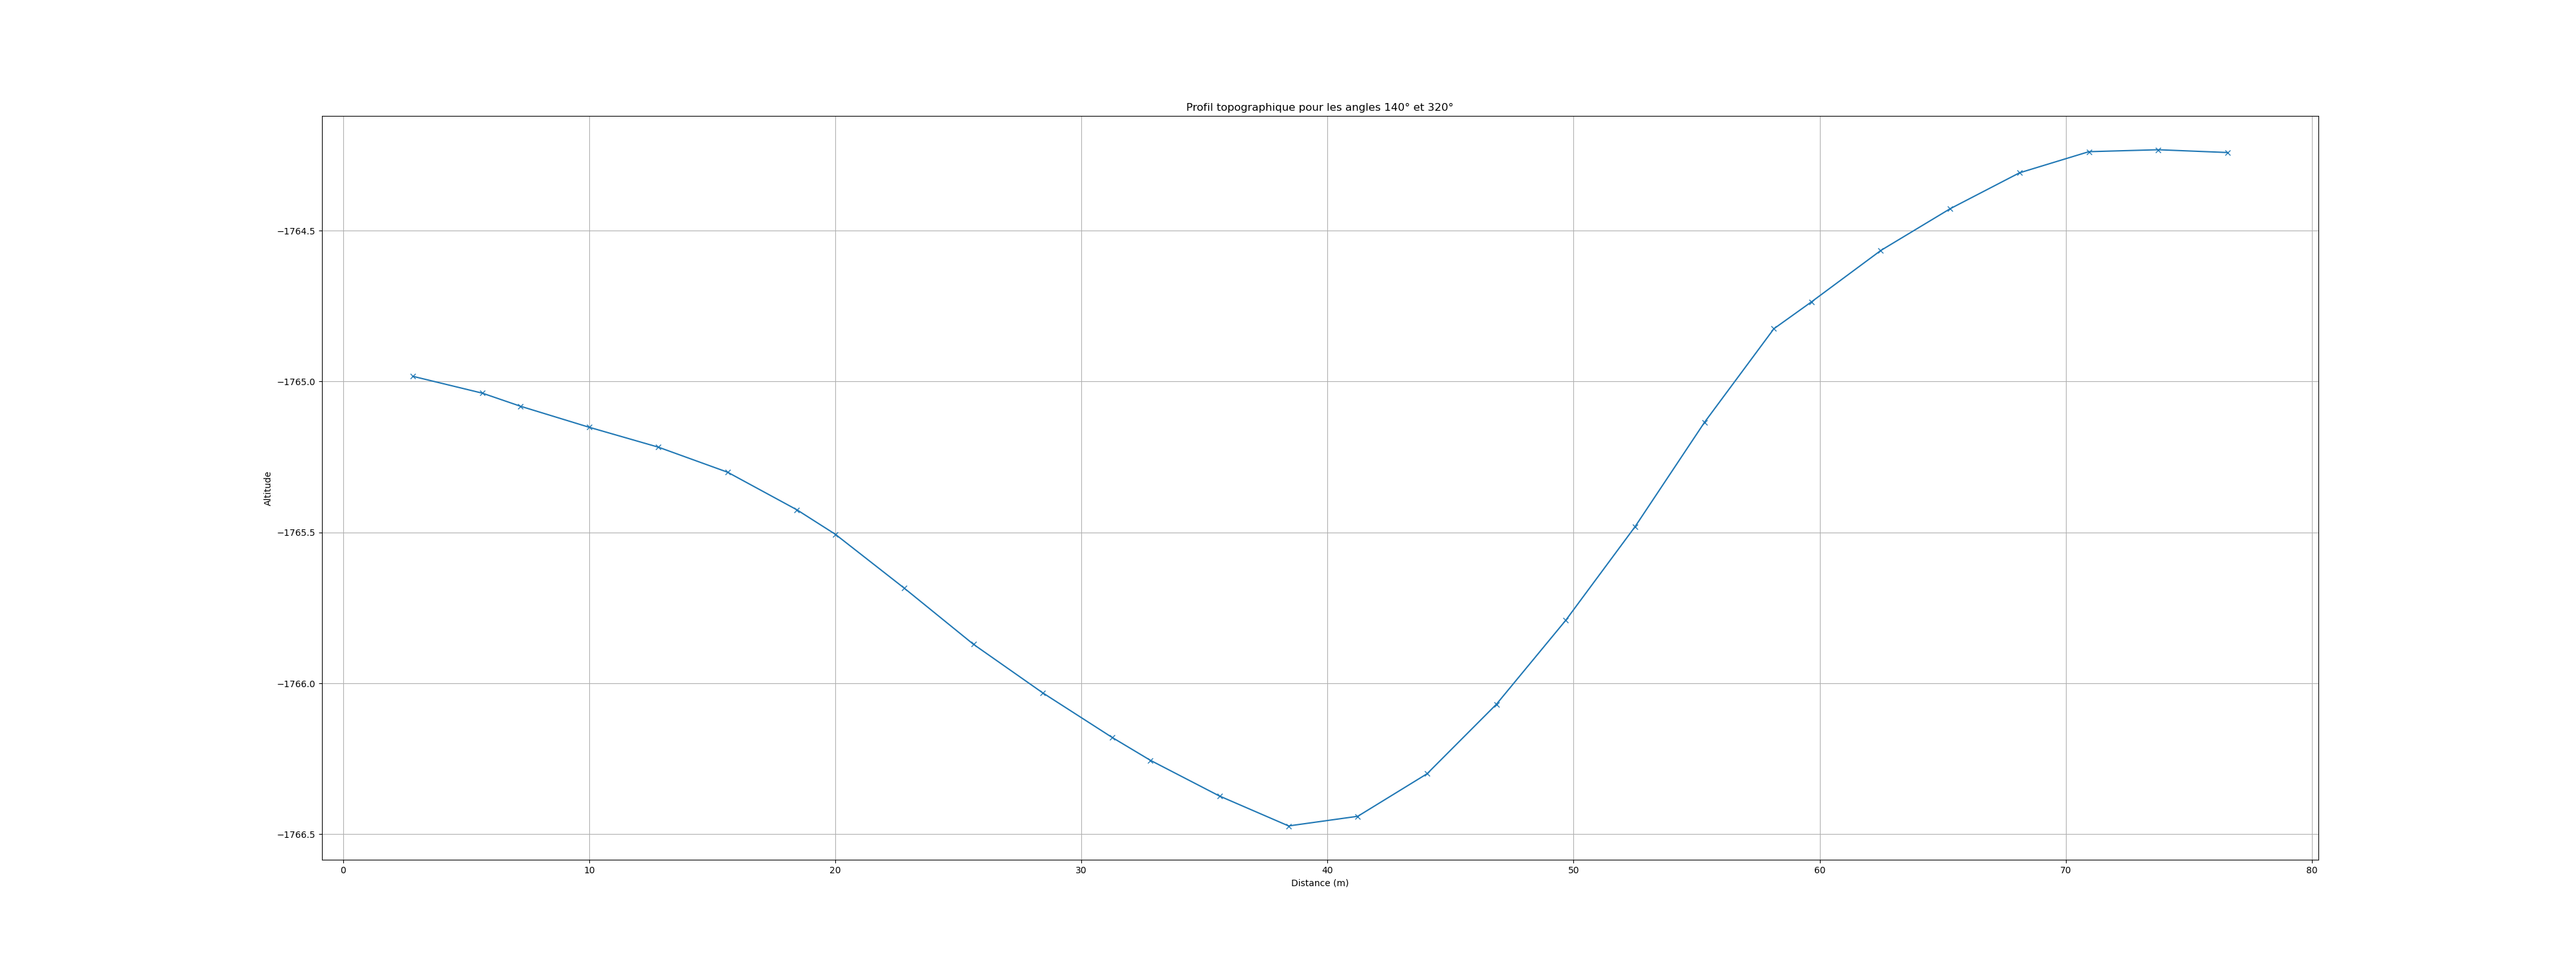 Profil topographique pour les angles 140° et 320°
−1764.5
−1765.0
−1765.5
−1766.0
−1766.5
Altitude
0 10 20 30 40 50 60 70 80
Distance (m)